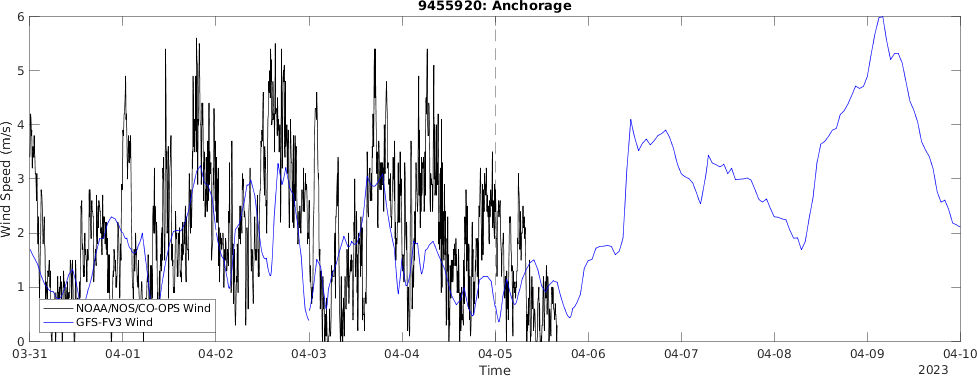 9455920: Anchorage
Wind Speed (m/s)
6
5
4
3
2
1
0
NOAA/NOS/CO-OPS Wind
GFS-FV3 Wind
03-31 04-01 04-02 04-03 04-04 04-05 04-06 04-07 04-08 04-09 04-10
Time
2023